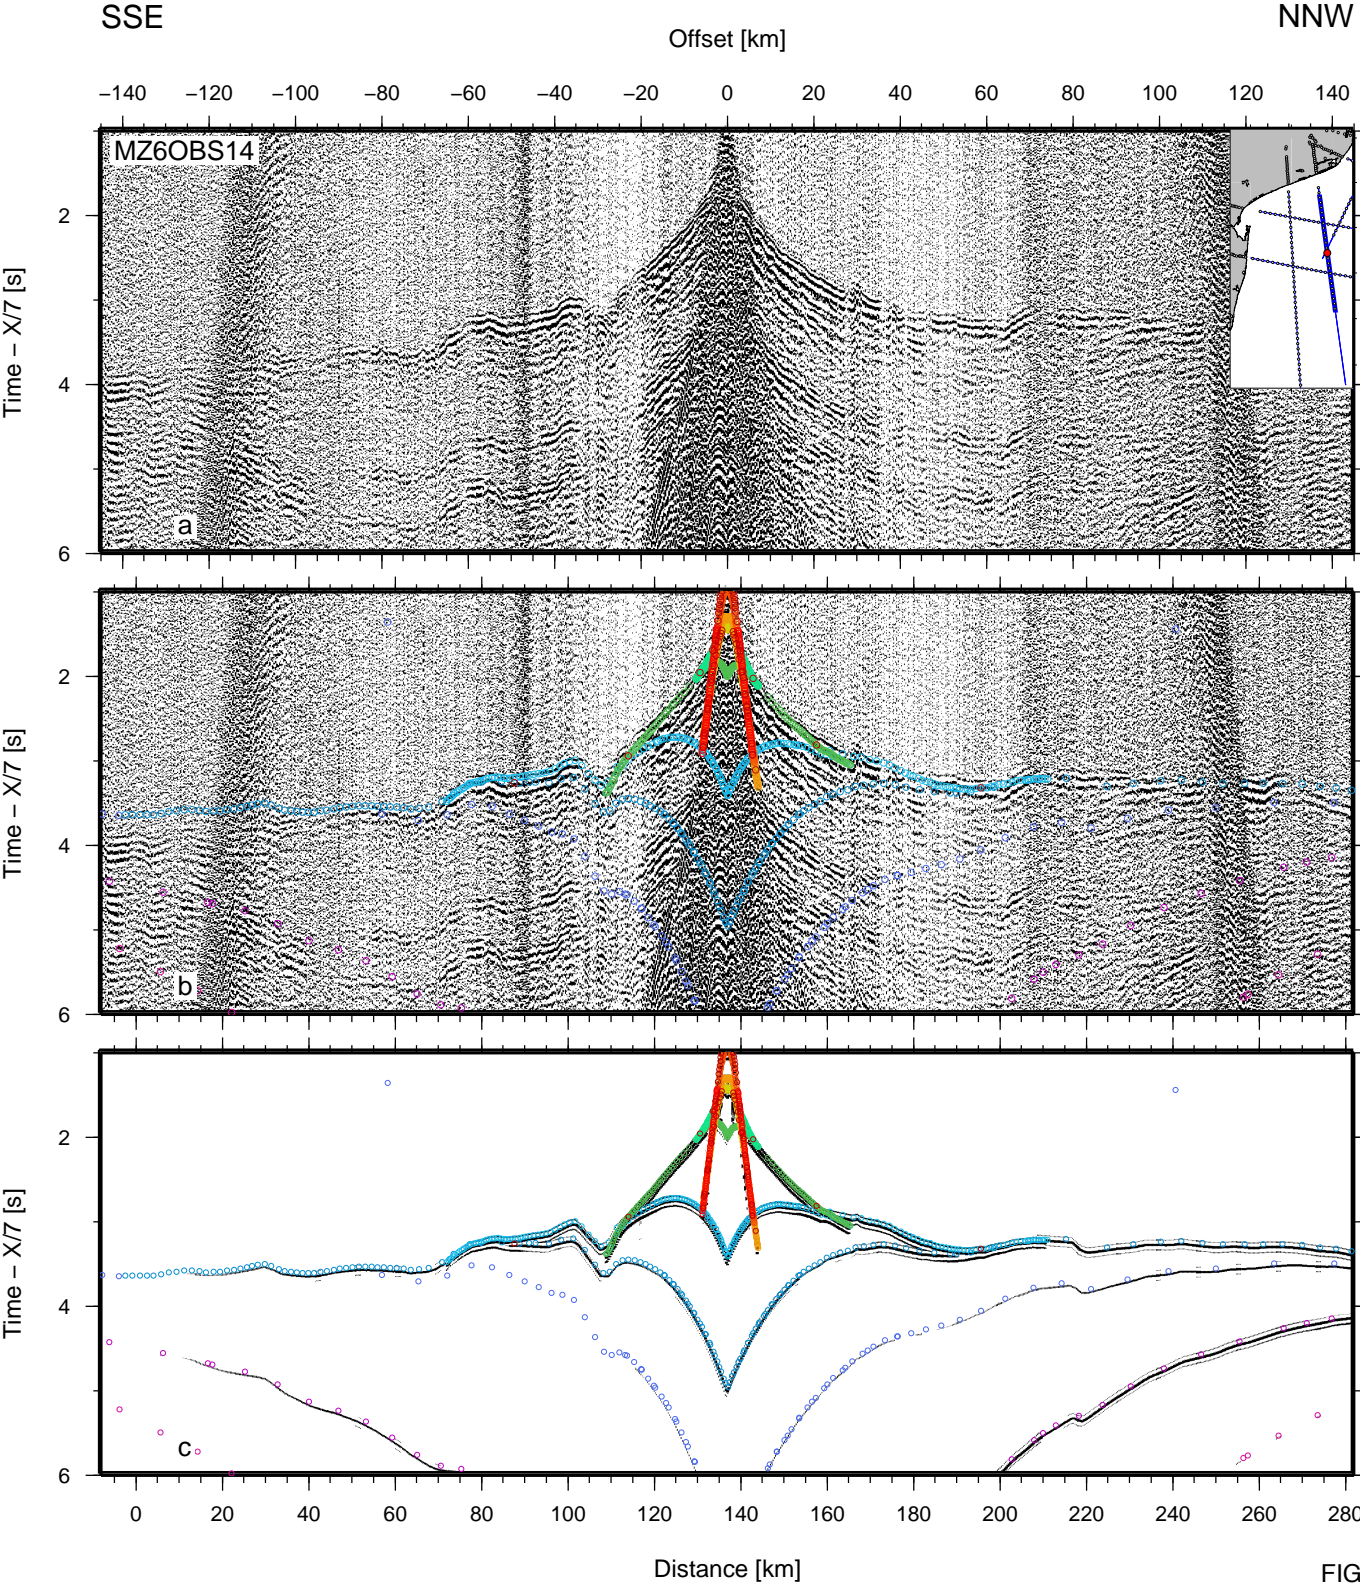 SSE NNW
Offset [km]
−140 −120 −100 −80 −60 −40 −20 0 20 40 60 80 100 120 140
MZ6OBS14
2
4
6
Time − X/7 [s]
a
2
4
6
Time − X/7 [s]
b
2
4
6
Time − X/7 [s]
c
0 20 40 60 80 100 120 140 160 180 200 220 240 260 280
Distance [km]
FIG